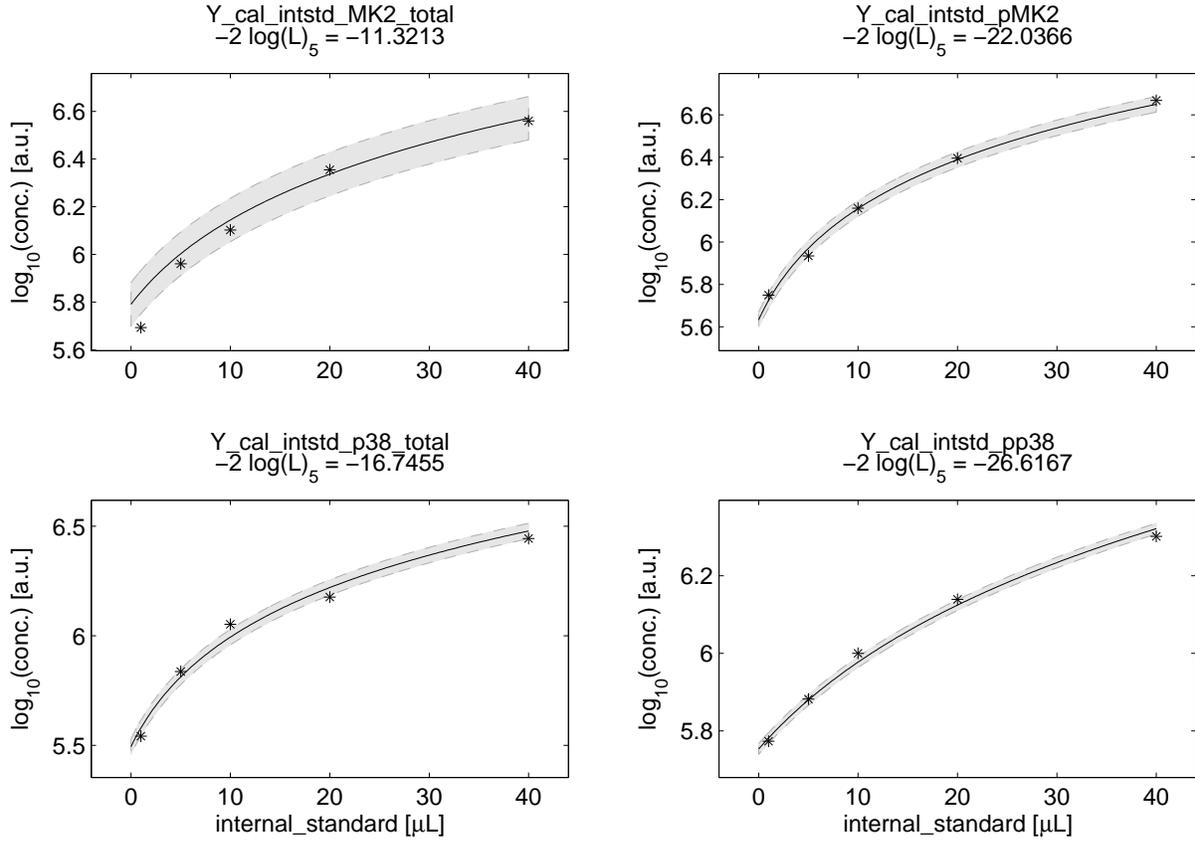 Y_cal_intstd_MK2_total
−2 log(L)5 = −11.3213
log10(conc.) [a.u.]
6.6
6.4
6.2
6
5.8
5.6
0 10 20 30 40
Y_cal_intstd_pMK2
−2 log(L)5 = −22.0366
log10(conc.) [a.u.]
6.6
6.4
6.2
6
5.8
5.6
0 10 20 30 40
Y_cal_intstd_p38_total
−2 log(L)5 = −16.7455
log10(conc.) [a.u.]
6.5
6
5.5
0 10 20 30 40
internal_standard [μL]
Y_cal_intstd_pp38
−2 log(L)5 = −26.6167
log10(conc.) [a.u.]
6.2
6
5.8
0 10 20 30 40
internal_standard [μL]